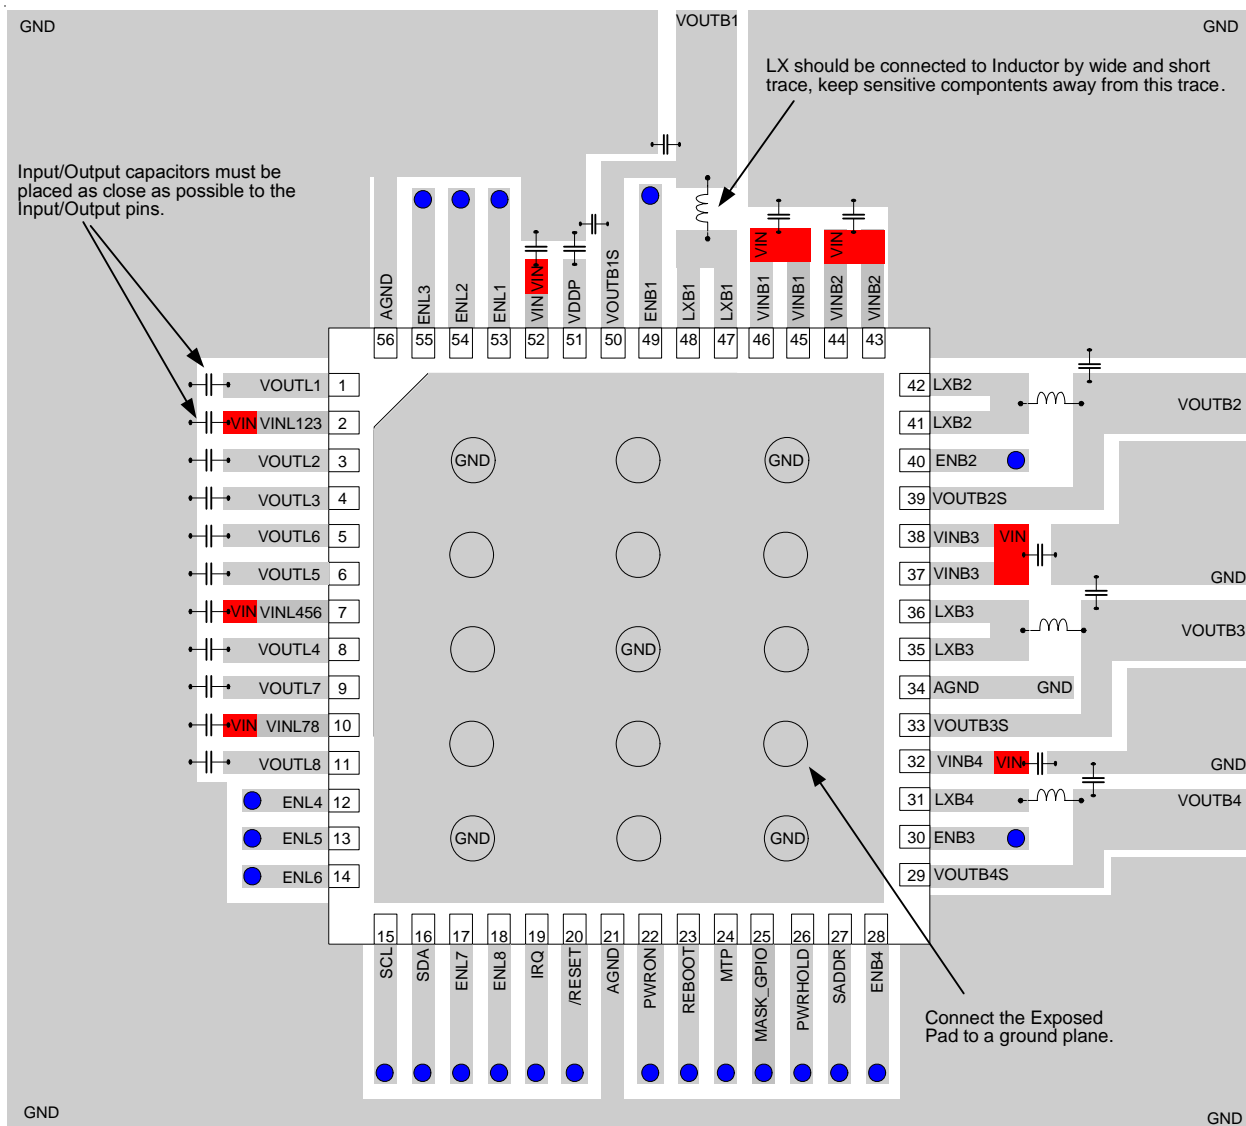 GND
VOUTB1
GND
LX should be connected to Inductor by wide and short
trace, keep sensitive compontents away from this trace.
Input/Output capacitors must be
placed as close as possible to the
Input/Output pins.
AGND
ENL3
ENL2
ENL1
VIN VIN
VDDP
VOUTB1S
ENB1
LXB1
LXB1
VIN
VINB1
VINB1
VIN
VINB2
VINB2
56 55 54 53 52 51 50 49 48 47 46 45 44 43
VOUTL1 1
VIN VINL123 2
VOUTL2 3
VOUTL3 4
VOUTL6 5
VOUTL5 6
VIN VINL456 7
VOUTL4 8
VOUTL7 9
VIN VINL78 10
VOUTL8 11
ENL4 12
ENL5 13
ENL6 14
GND GND
GND
GND GND
42 LXB2
VOUTB2
41 LXB2
40 ENB2
39 VOUTB2S
38 VINB3 VIN
37 VINB3
GND
36 LXB3
VOUTB3
35 LXB3
34 AGND GND
33 VOUTB3S
32 VINB4 VIN
GND
31 LXB4
VOUTB4
30 ENB3
29 VOUTB4S
15 16 17 18 19 20 21 22 23 24 25 26 27 28
SCL
SDA
ENL7
ENL8
IRQ
/RESET
AGND
PWRON
REBOOT
MTP
MASK_GPIO
PWRHOLD
SADDR
ENB4
Connect the Exposed
Pad to a ground plane.
GND
GND